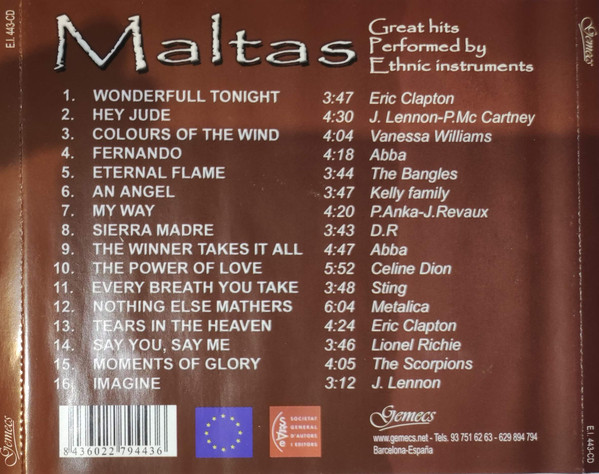 Maltas
Great hits
Performed by
Ethnic instruments
1. WONDERFULL TONIGHT 3:47 Eric Clapton
2. HEY JUDE 4:30 J. Lennon-P.Mc Cartney
3. COLOURS OF THE WIND 4:04 Vanessa Williams
4. FERNANDO 4:18 Abba
5. ETERNAL FLAME 3:44 The Bangles
6. AN ANGEL 3:47 Kelly family
7. MY WAY 4:20 P.Anka-J.Revaux
8. SIERRA MADRE 3:43 D.R
9. THE WINNER TAKES IT ALL 4:47 Abba
10. THE POWER OF LOVE 5:52 Celine Dion
11. EVERY BREATH YOU TAKE 3:48 Sting
12. NOTHING ELSE MATHERS 6:04 Metalica
13. TEARS IN THE HEAVEN 4:24 Eric Clapton
14. SAY YOU, SAY ME 3:46 Lionel Richie
15. MOMENTS OF GLORY 4:05 The Scorpions
16. IMAGINE 3:12 J. Lennon
8 436022 794436
SOCIETAT
GENERAL
D'AUTORS
I EDITORS
Gemecs
www.gemecs.net - Tels. 93 751 62 63 - 629 894 794
Barcelona-España
E.I. 443-CD
Gemecs
Gemecs
E.I. 443-CD